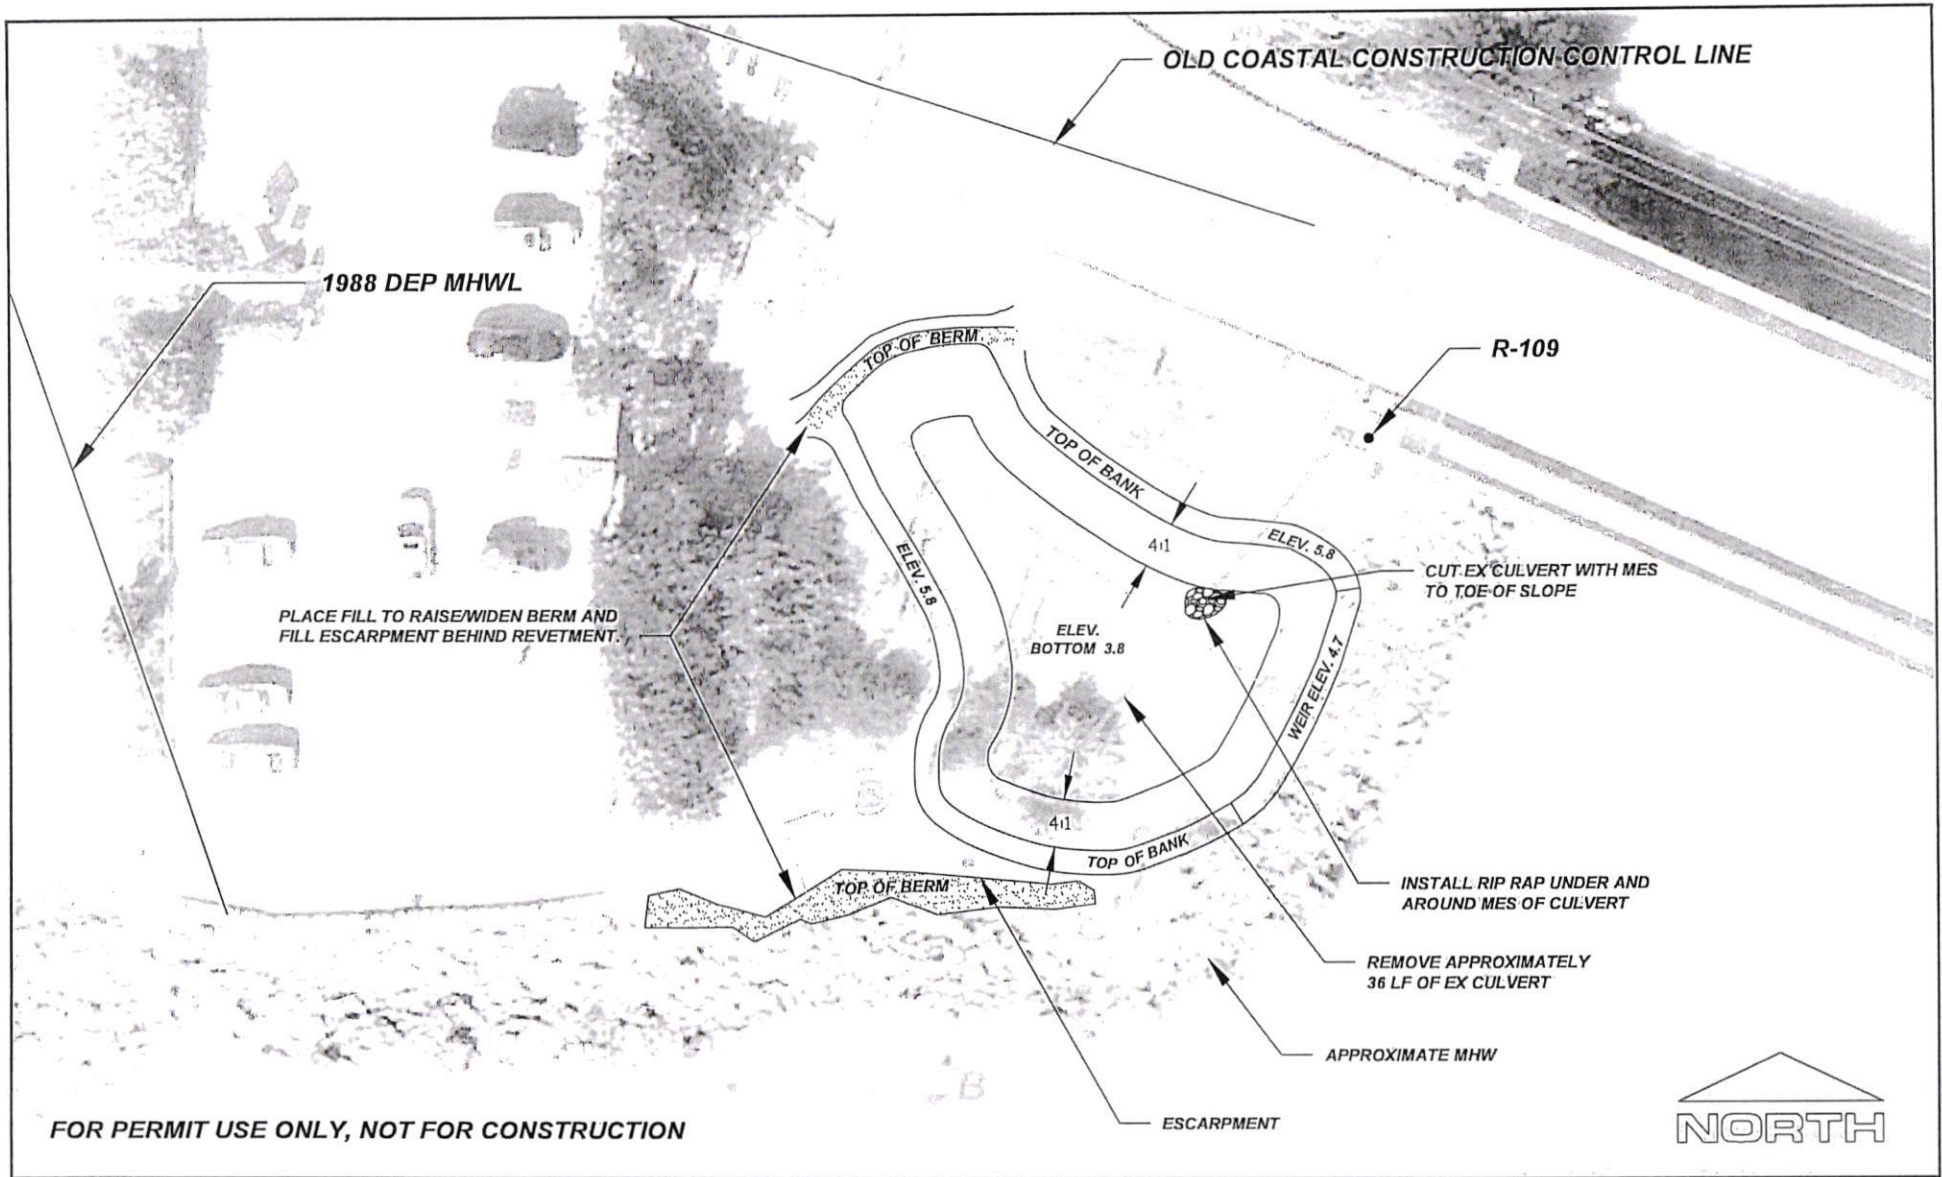 OLD COASTAL CONSTRUCTION CONTROL LINE
1988 DEP MHWL
R-109
TOP OF BERM
TOP OF BANK
4:1
ELEV. 5.8
ELEV. 5.8
CUT EX CULVERT WITH MES
TO TOE OF SLOPE
PLACE FILL TO RAISE/WIDEN BERM AND
FILL ESCARPMENT BEHIND REVETMENT.
ELEV.
BOTTOM 3.8
WEIR ELEV. 4.7
4:1
TOP OF BANK
TOP OF BERM
INSTALL RIP RAP UNDER AND
AROUND MES OF CULVERT
REMOVE APPROXIMATELY
36 LF OF EX CULVERT
APPROXIMATE MHW
ESCARPMENT
FOR PERMIT USE ONLY, NOT FOR CONSTRUCTION
NORTH